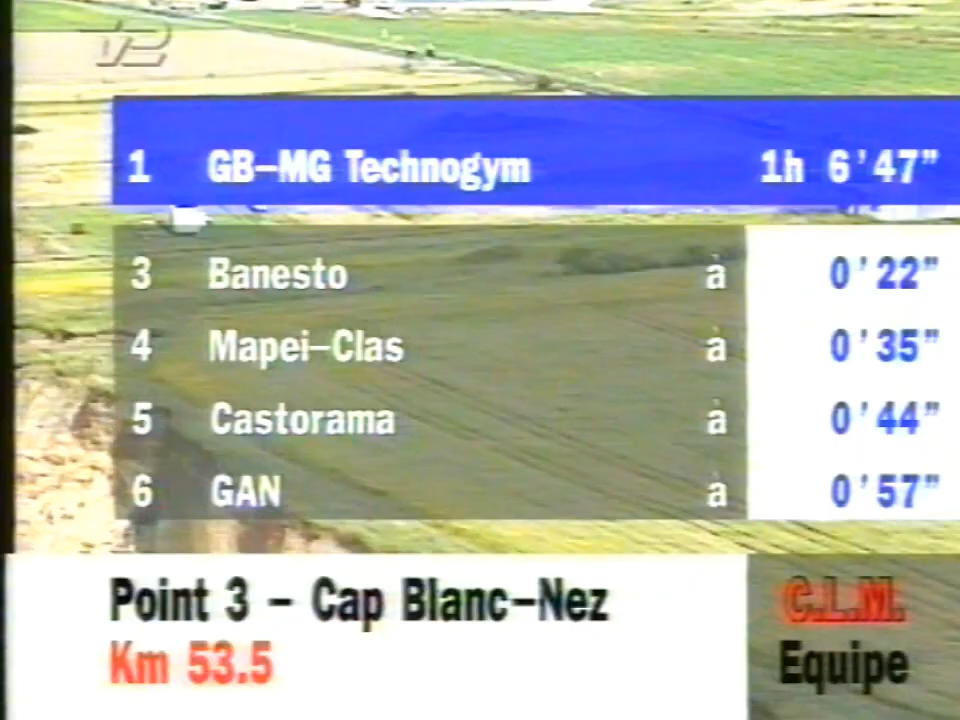 TV2
1 GB–MG Technogym 1h 6'47"
3 Banesto à 0'22"
4 Mapei–Clas à 0'35"
5 Castorama à 0'44"
6 GAN à 0'57"
Point 3 – Cap Blanc–Nez
Km 53.5
C.L.M.
Equipe